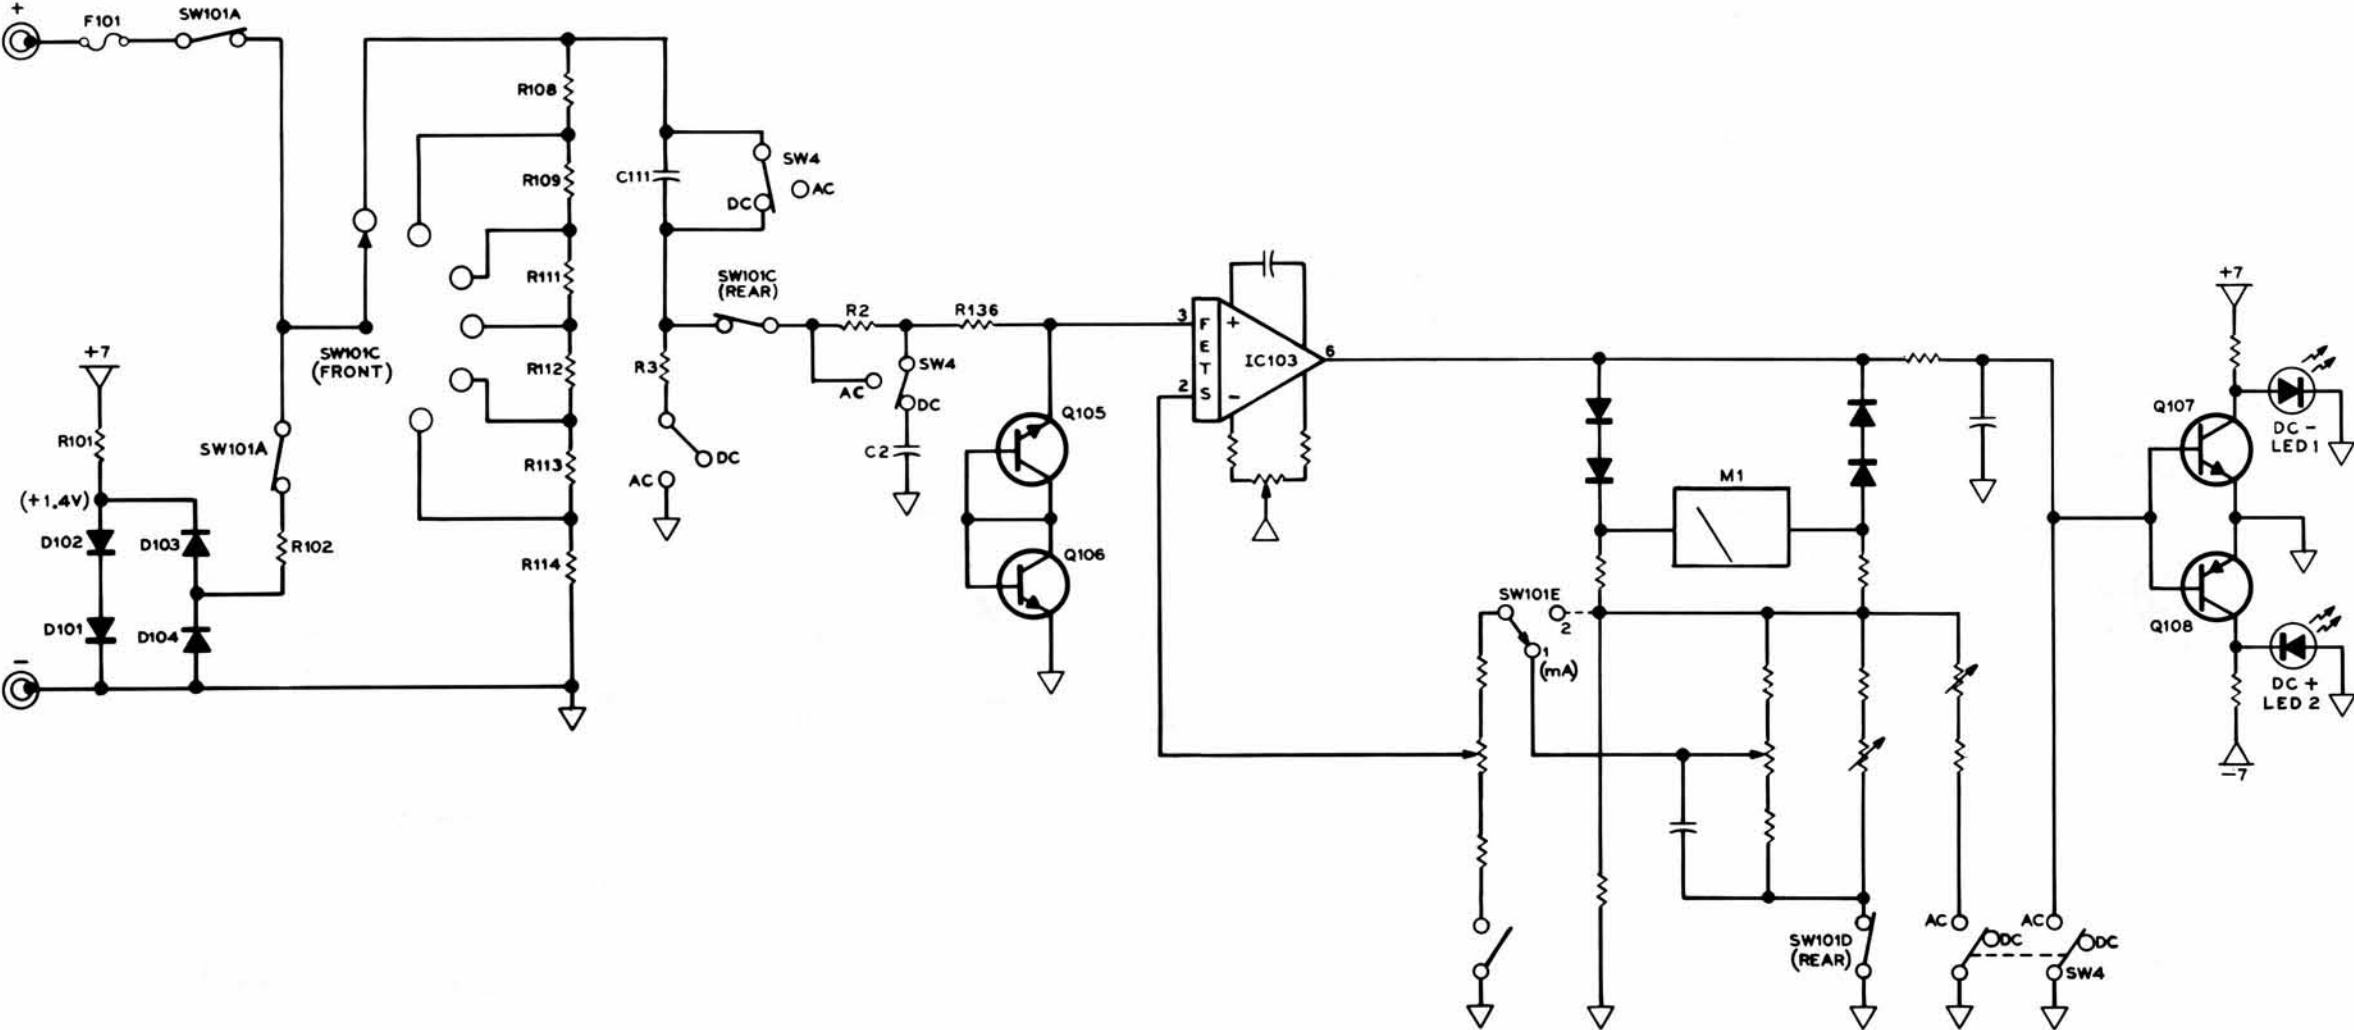 +
F101
SW101A
R108
R109
R111
R112
R113
R114
C111
SW4
DC
AC
SW101C
(REAR)
R2
R136
R3
SW4
AC
DC
C2
DC
AC
SW101C
(FRONT)
+7
R101
(+1.4V)
SW101A
D102
D103
R102
D101
D104
-
Q105
Q106
3
F
E
T
S
+
IC103
6
2
-
M1
SW101E
2
1
(mA)
+7
Q107
DC -
LED 1
Q108
DC +
LED 2
-7
SW101D
(REAR)
AC
DC
AC
DC
SW4